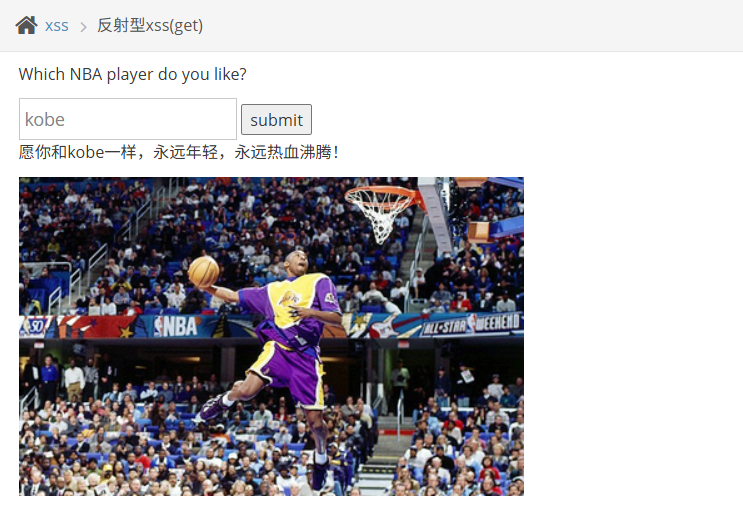 xss > 反射型xss(get)
Which NBA player do you like?
kobe submit
愿你和kobe一样，永远年轻，永远热血沸腾！
50 NBA ALL-STAR WEEKEND